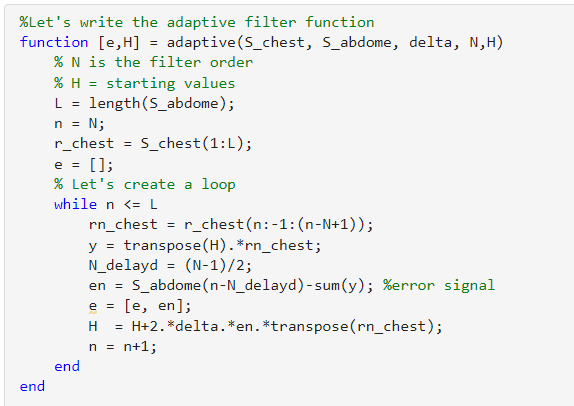 %Let's write the adaptive filter function
function [e,H] = adaptive(S_chest, S_abdome, delta, N,H)
    % N is the filter order
    % H = starting values
    L = length(S_abdome);
    n = N;
    r_chest = S_chest(1:L);
    e = [];
    % Let's create a loop
    while n <= L
        rn_chest = r_chest(n:-1:(n-N+1));
        y = transpose(H).*rn_chest;
        N_delayd = (N-1)/2;
        en = S_abdome(n-N_delayd)-sum(y); %error signal
        e = [e, en];
        H  = H+2.*delta.*en.*transpose(rn_chest);
        n = n+1;
    end
end